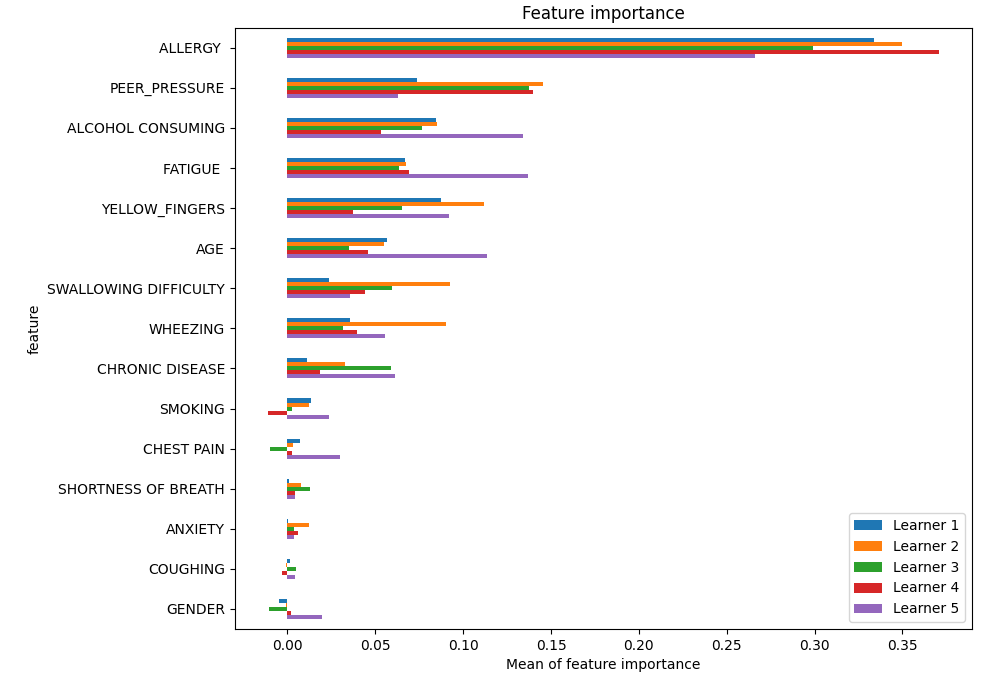 Feature importance
ALLERGY
PEER_PRESSURE
ALCOHOL CONSUMING
FATIGUE
YELLOW_FINGERS
AGE
SWALLOWING DIFFICULTY
WHEEZING
CHRONIC DISEASE
SMOKING
CHEST PAIN
SHORTNESS OF BREATH
ANXIETY
COUGHING
GENDER
feature
Learner 1
Learner 2
Learner 3
Learner 4
Learner 5
0.00 0.05 0.10 0.15 0.20 0.25 0.30 0.35
Mean of feature importance